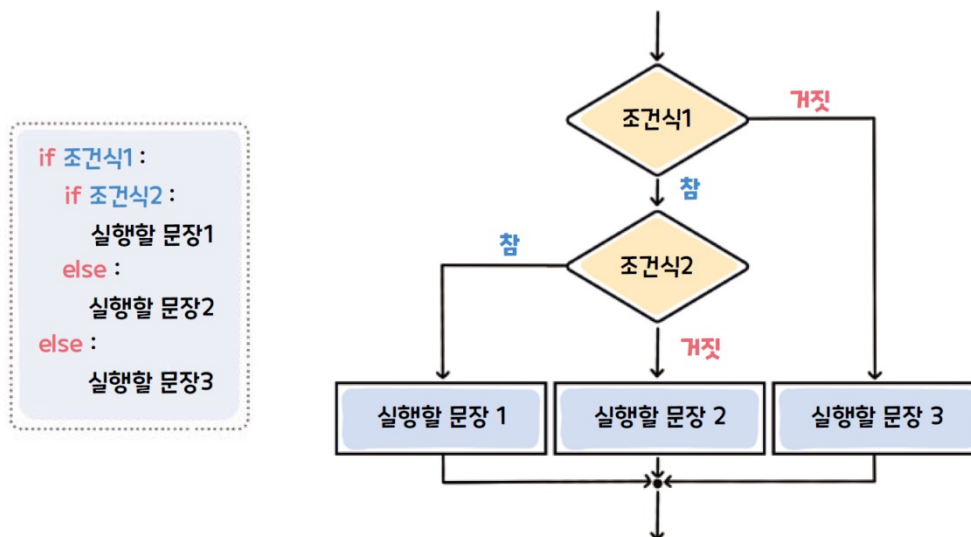 if 조건식1 :
if 조건식2 :
실행할 문장1
else :
실행할 문장2
else :
실행할 문장3
조건식1
거짓
참
조건식2
참
거짓
실행할 문장 1
실행할 문장 2
실행할 문장 3